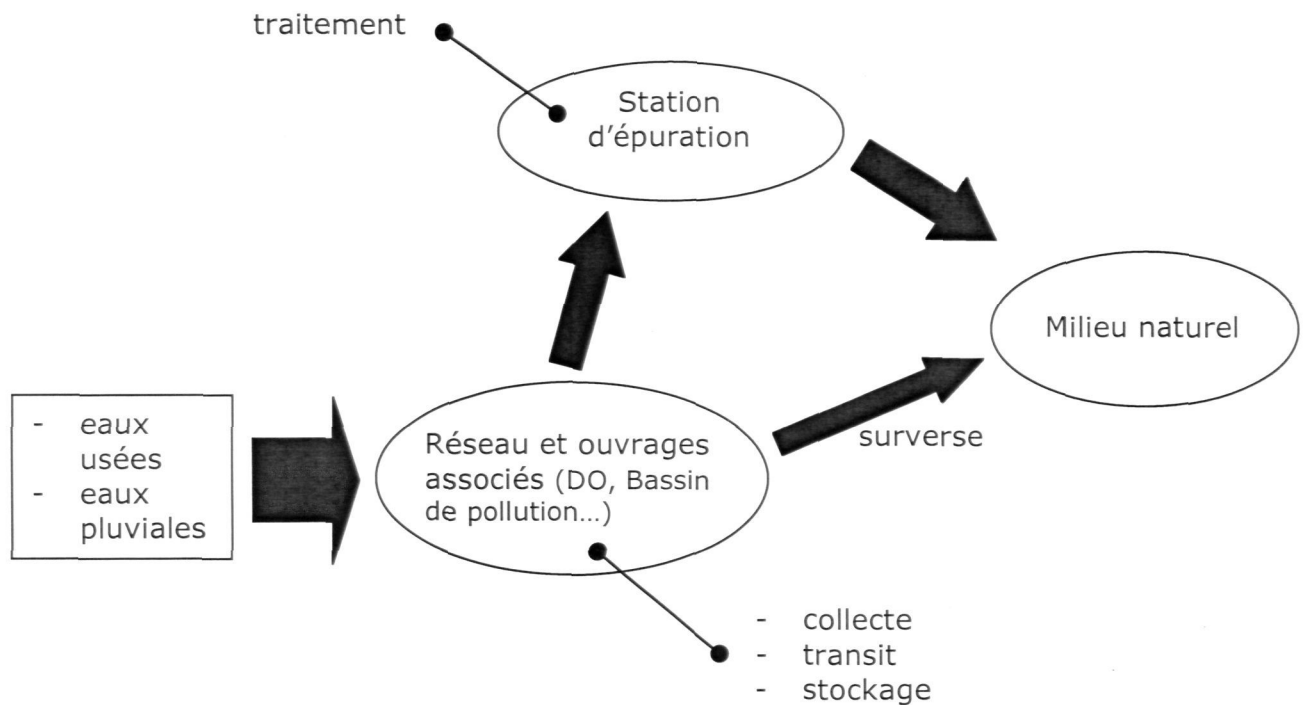 traitement
Station
d'épuration
Milieu naturel
- eaux
usées
- eaux
pluviales
Réseau et ouvrages
associés (DO, Bassin
de pollution...)
surverse
- collecte
- transit
- stockage